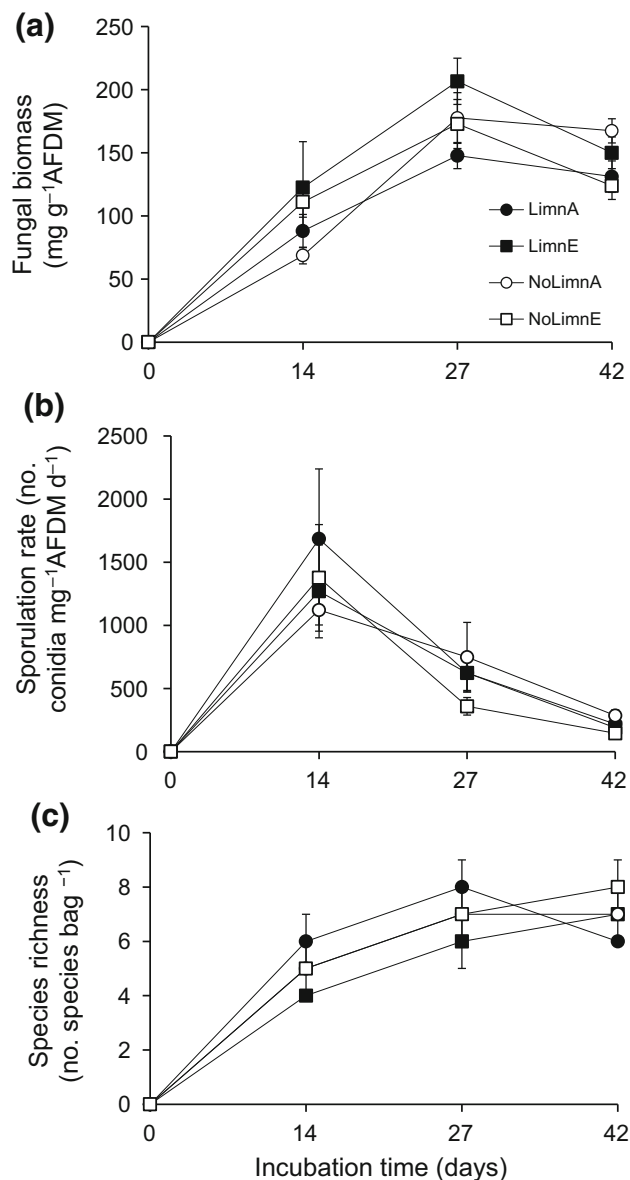 (a)
Fungal biomass
(mg g⁻¹AFDM)
250
200
150
100
50
0
LimnA
LimnE
NoLimnA
NoLimnE
0 14 27 42
(b)
Sporulation rate (no.
conidia mg⁻¹AFDM d⁻¹)
2500
2000
1500
1000
500
0
0 14 27 42
(c)
Species richness
(no. species bag ⁻¹)
10
8
6
4
2
0
0 14 27 42
Incubation time (days)